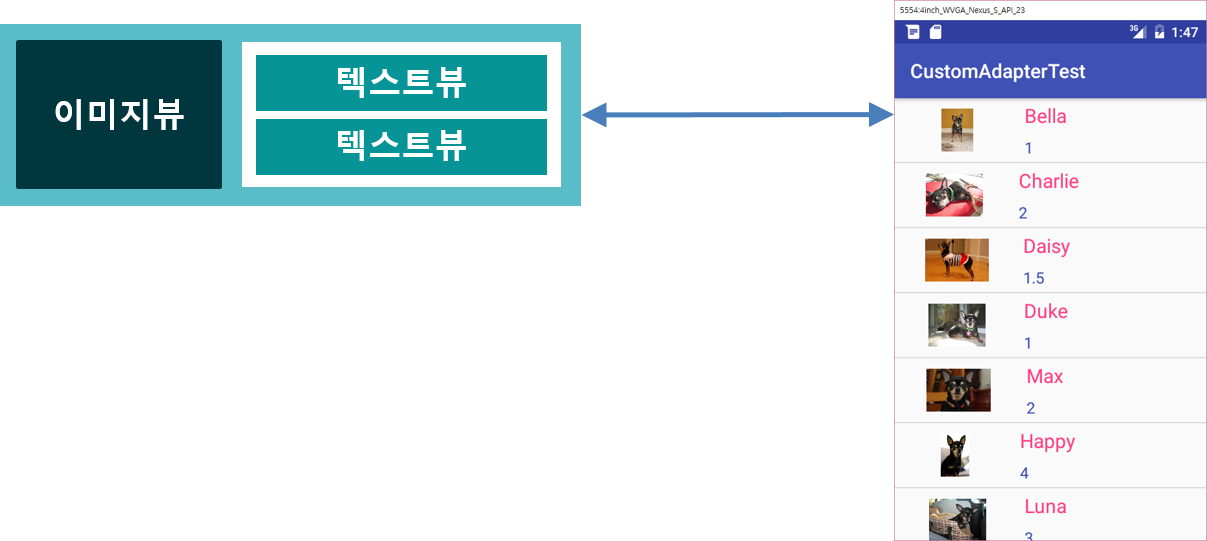 이미지뷰
텍스트뷰
텍스트뷰
5554:4inch_WVGA_Nexus_S_API_23
3G 1:47
CustomAdapterTest
Bella
1
Charlie
2
Daisy
1.5
Duke
1
Max
2
Happy
4
Luna
3